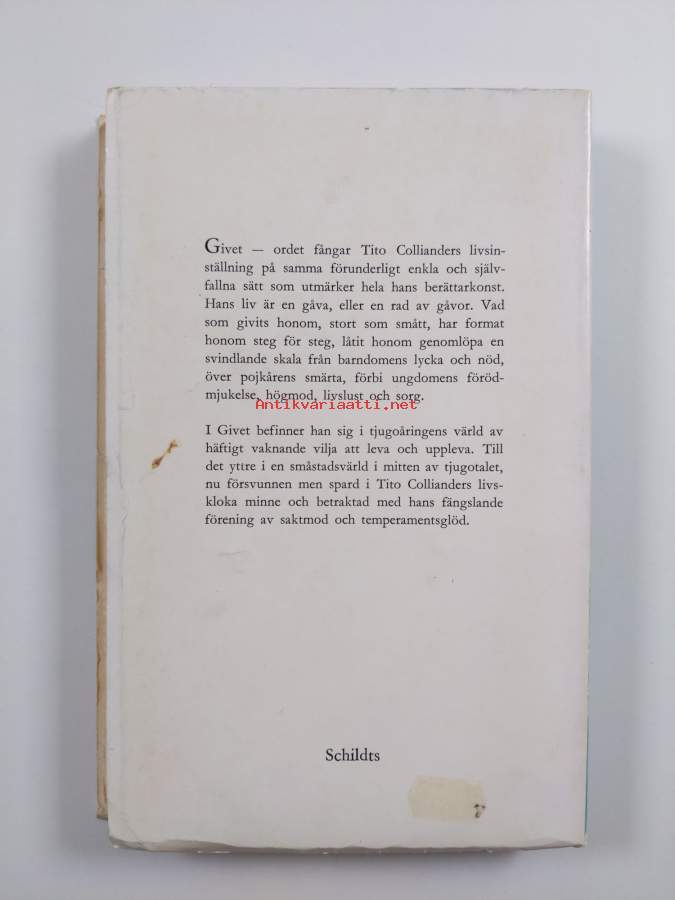 Givet — ordet fångar Tito Collianders livsin-
ställning på samma förunderligt enkla och själv-
fallna sätt som utmärker hela hans berättarkonst.
Hans liv är en gåva, eller en rad av gåvor. Vad
som givits honom, stort som smått, har format
honom steg för steg, låtit honom genomlöpa en
svindlande skala från barndomens lycka och nöd,
över pojkårens smärta, förbi ungdomens föröd-
mjukelse, högmod, livslust och sorg.
Antikvariaatti.net
I Givet befinner han sig i tjugoåringens värld av
häftigt vaknande vilja att leva och uppleva. Till
det yttre i en småstadsvärld i mitten av tjugotalet,
nu försvunnen men spard i Tito Collianders livs-
kloka minne och betraktad med hans fängslande
förening av saktmod och temperamentsglöd.
Schildts